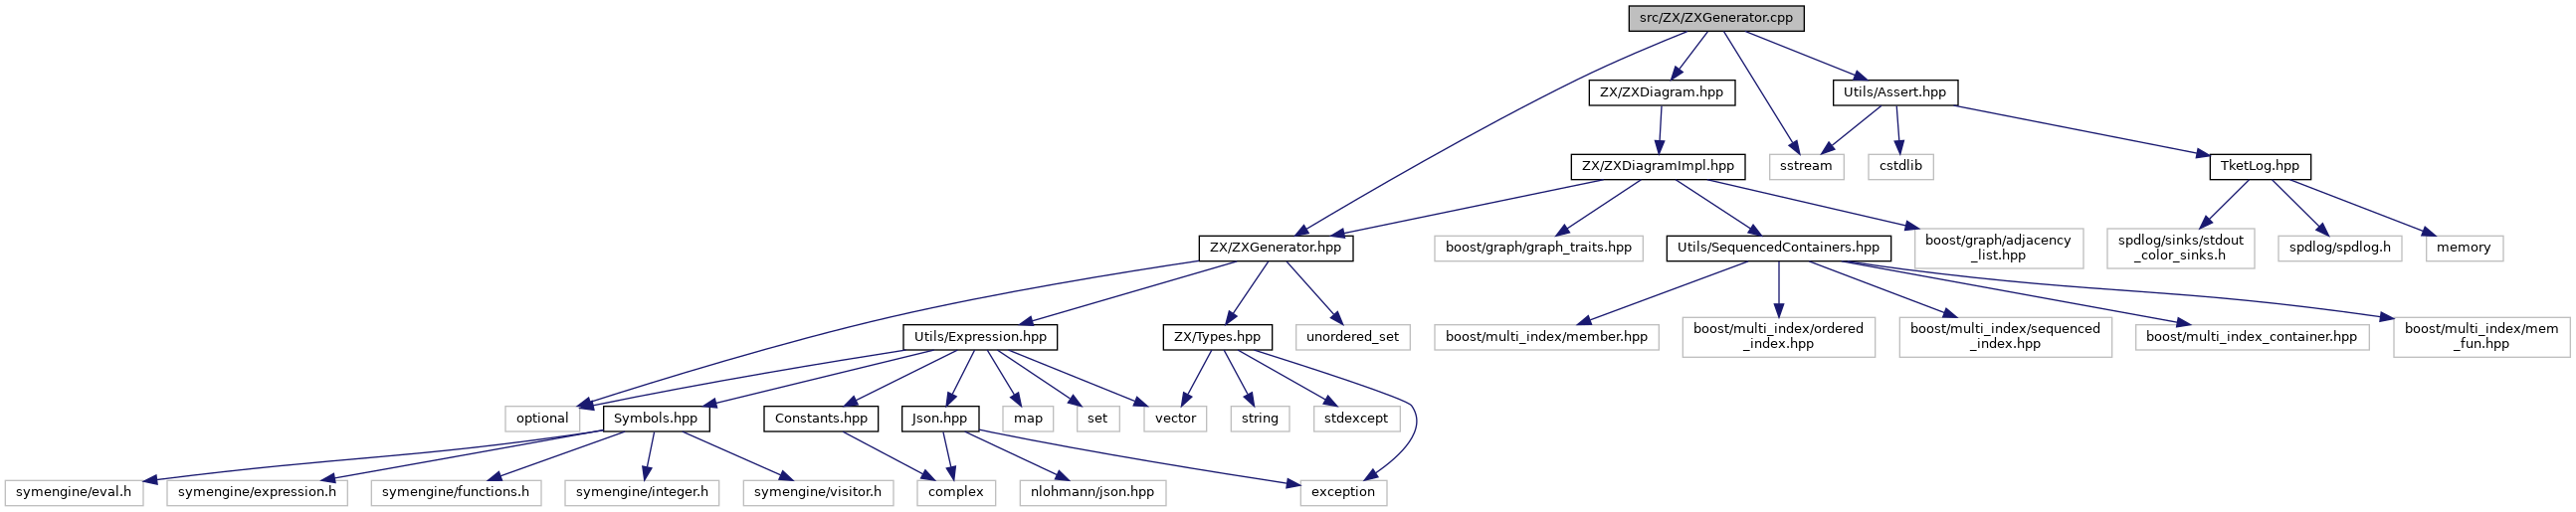 src/ZX/ZXGenerator.cpp
ZX/ZXDiagram.hpp
Utils/Assert.hpp
ZX/ZXDiagramImpl.hpp
sstream
cstdlib
TketLog.hpp
ZX/ZXGenerator.hpp
boost/graph/graph_traits.hpp
Utils/SequencedContainers.hpp
boost/graph/adjacency
_list.hpp
spdlog/sinks/stdout
_color_sinks.h
spdlog/spdlog.h
memory
Utils/Expression.hpp
ZX/Types.hpp
unordered_set
boost/multi_index/member.hpp
boost/multi_index/ordered
_index.hpp
boost/multi_index/sequenced
_index.hpp
boost/multi_index_container.hpp
boost/multi_index/mem
_fun.hpp
optional
Symbols.hpp
Constants.hpp
Json.hpp
map
set
vector
string
stdexcept
symengine/eval.h
symengine/expression.h
symengine/functions.h
symengine/integer.h
symengine/visitor.h
complex
nlohmann/json.hpp
exception